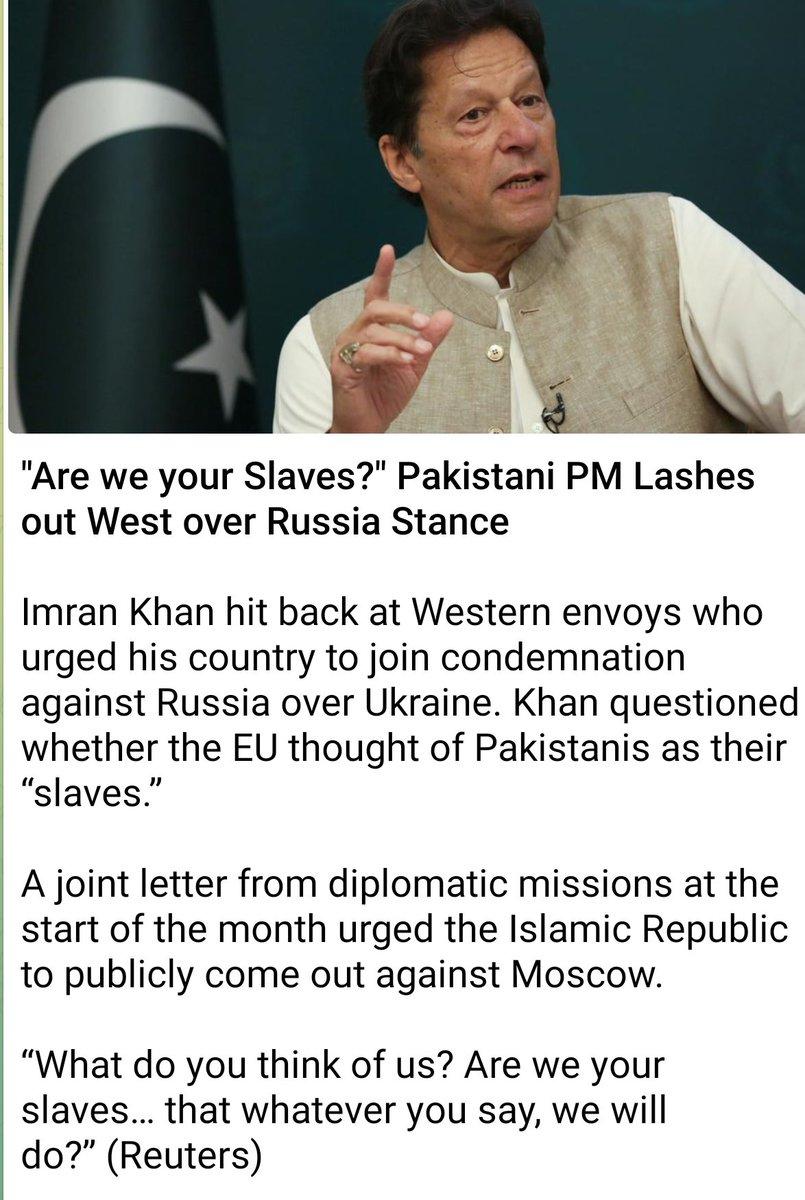 "Are we your Slaves?" Pakistani PM Lashes
out West over Russia Stance
Imran Khan hit back at Western envoys who
urged his country to join condemnation
against Russia over Ukraine. Khan questioned
whether the EU thought of Pakistanis as their
“slaves.”
A joint letter from diplomatic missions at the
start of the month urged the Islamic Republic
to publicly come out against Moscow.
“What do you think of us? Are we your
slaves… that whatever you say, we will
do?” (Reuters)